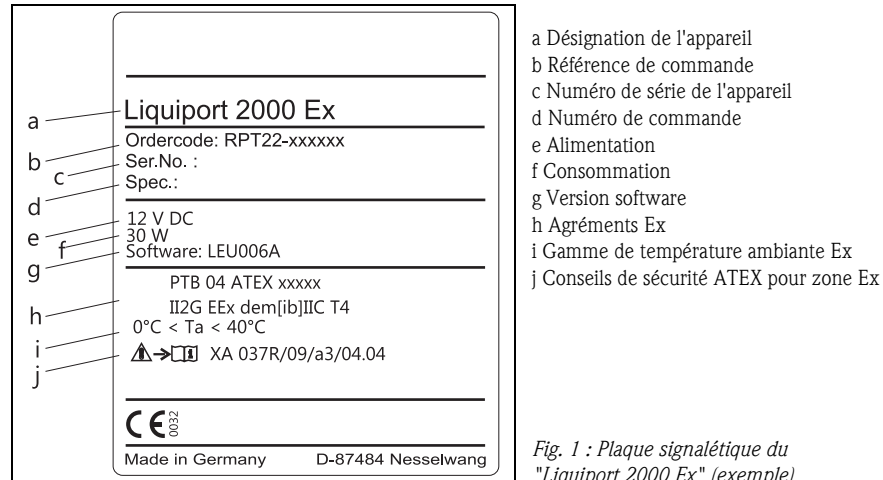 a
b
c
d
e
f
g
h
i
j
Liquiport 2000 Ex
Ordercode: RPT22-xxxxxx
Ser.No. :
Spec.:
12 V DC
30 W
Software: LEU006A
PTB 04 ATEX xxxxx
II2G EEx dem[ib]IIC T4
0°C < Ta < 40°C
XA 037R/09/a3/04.04
CE 0032
Made in Germany D-87484 Nesselwang
a Désignation de l'appareil
b Référence de commande
c Numéro de série de l'appareil
d Numéro de commande
e Alimentation
f Consommation
g Version software
h Agréments Ex
i Gamme de température ambiante Ex
j Conseils de sécurité ATEX pour zone Ex
Fig. 1 : Plaque signalétique du
"Liquiport 2000 Ex" (exemple)